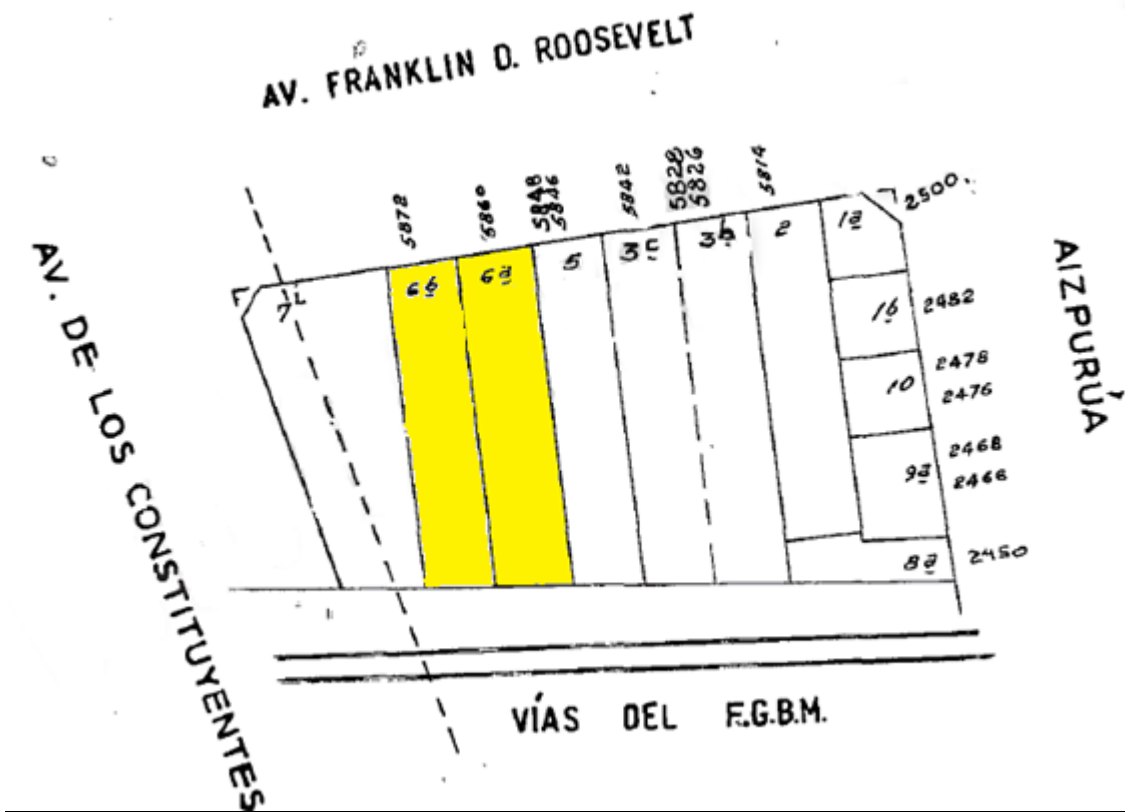 AV. FRANKLIN D. ROOSEVELT
5872
5860
5848
5846
5842
5828
5826
5814
2500.
7
6b
6a
5
3c
3b
2
1a
1b
2482
10
2478
2476
9a
2468
2466
8a
2450
AIZPURÚA
AV. DE LOS CONSTITUYENTES
VÍAS DEL F.G.B.M.